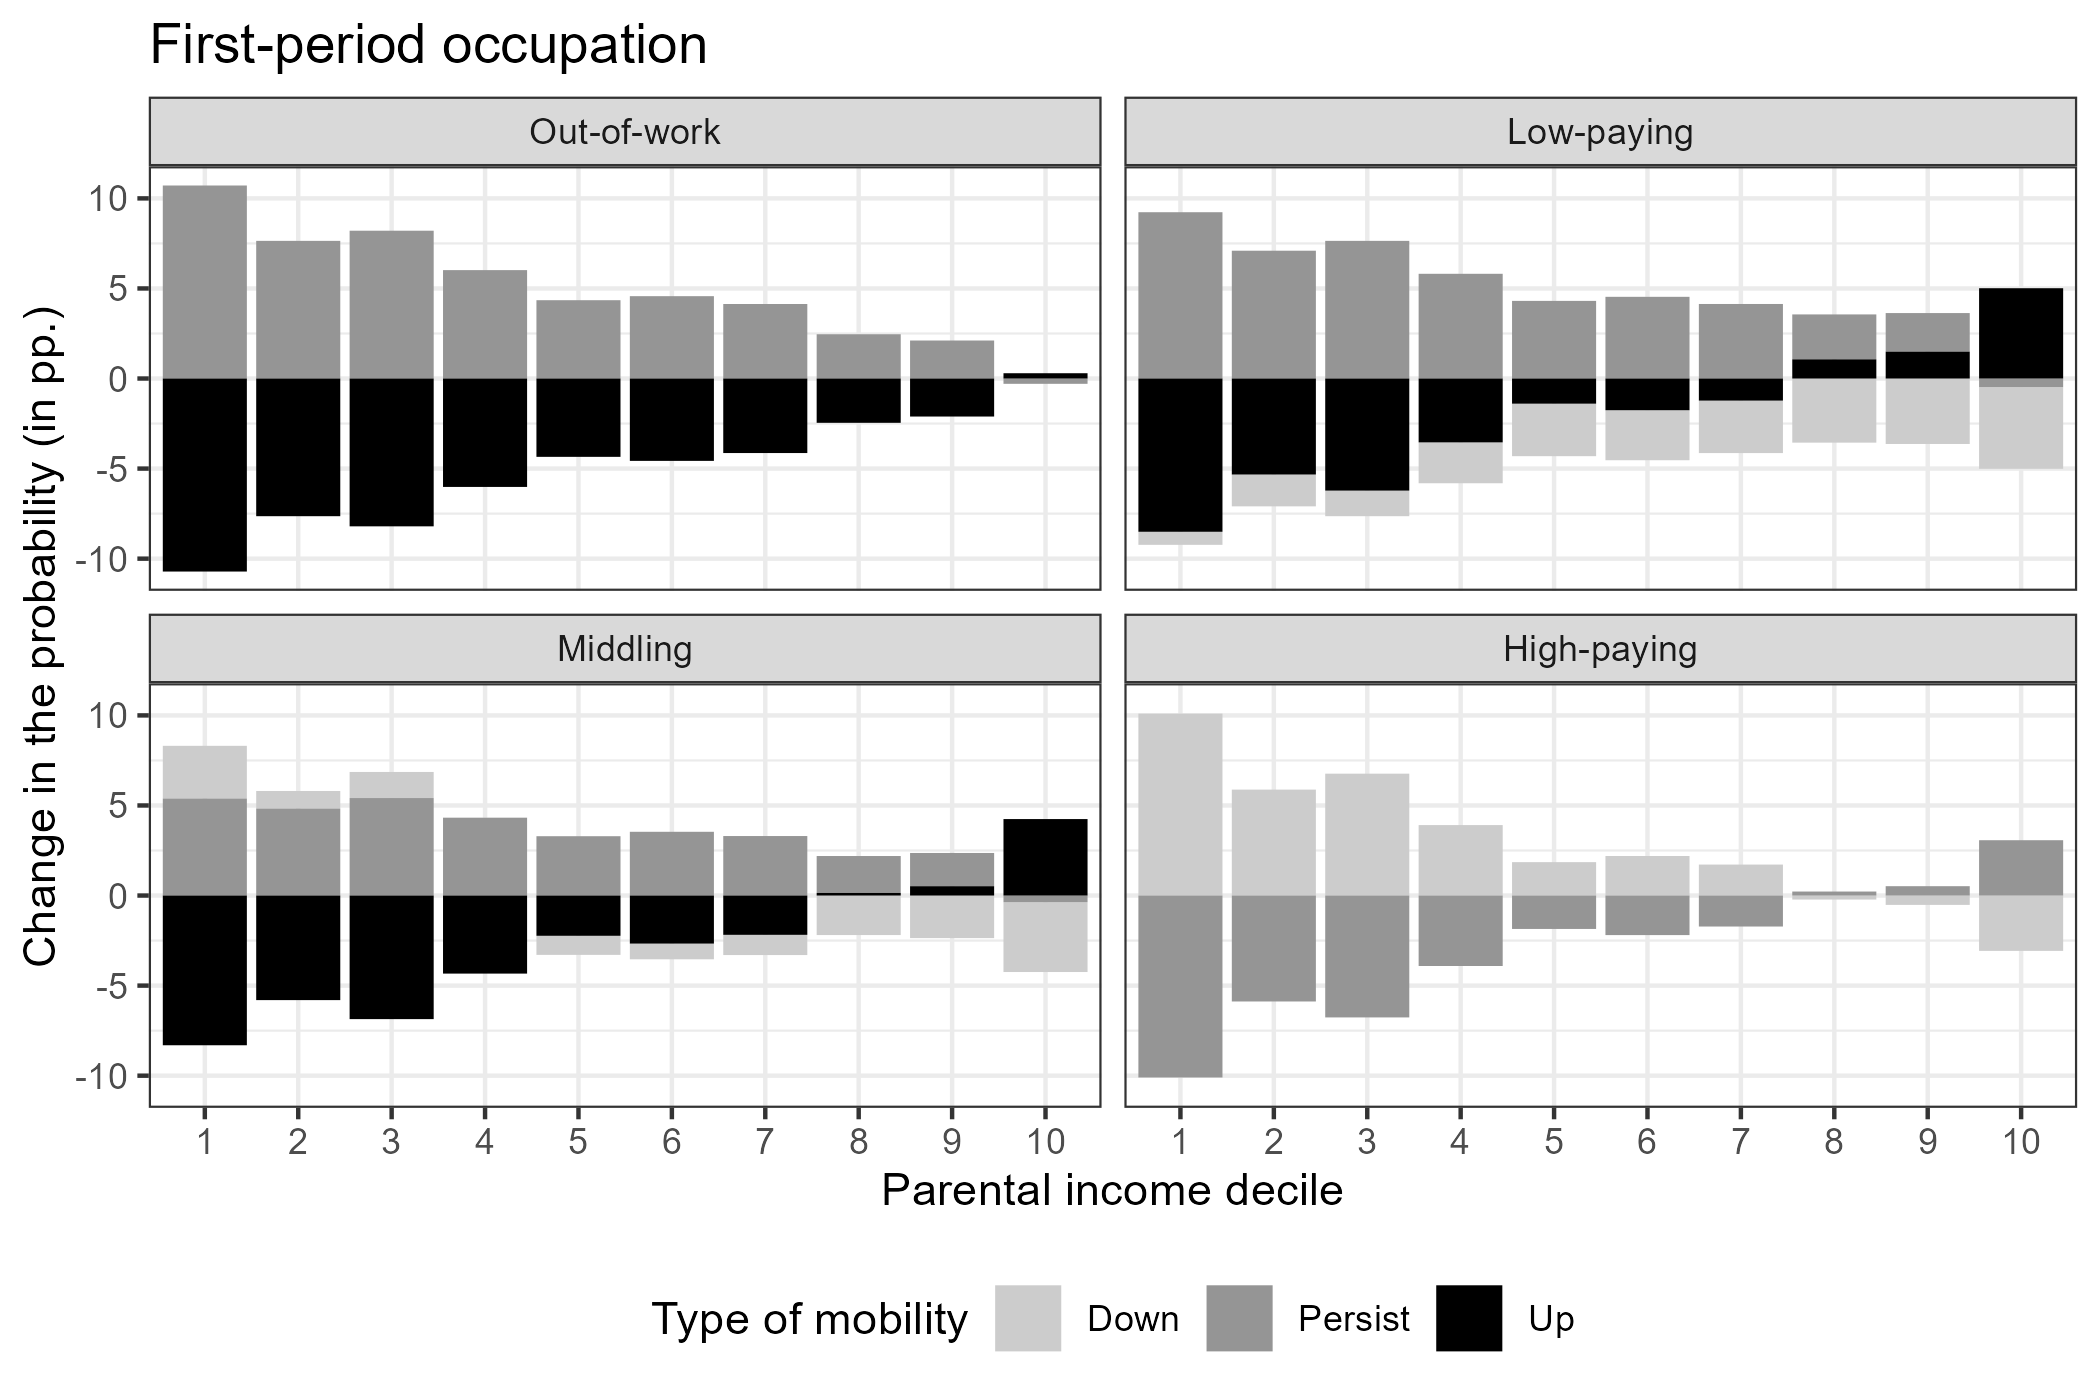 First-period occupation
Out-of-work
Low-paying
10
5
0
-5
-10
Middling
High-paying
10
5
0
-5
-10
Change in the probability (in pp.)
1 2 3 4 5 6 7 8 9 10
1 2 3 4 5 6 7 8 9 10
Parental income decile
Type of mobility Down Persist Up